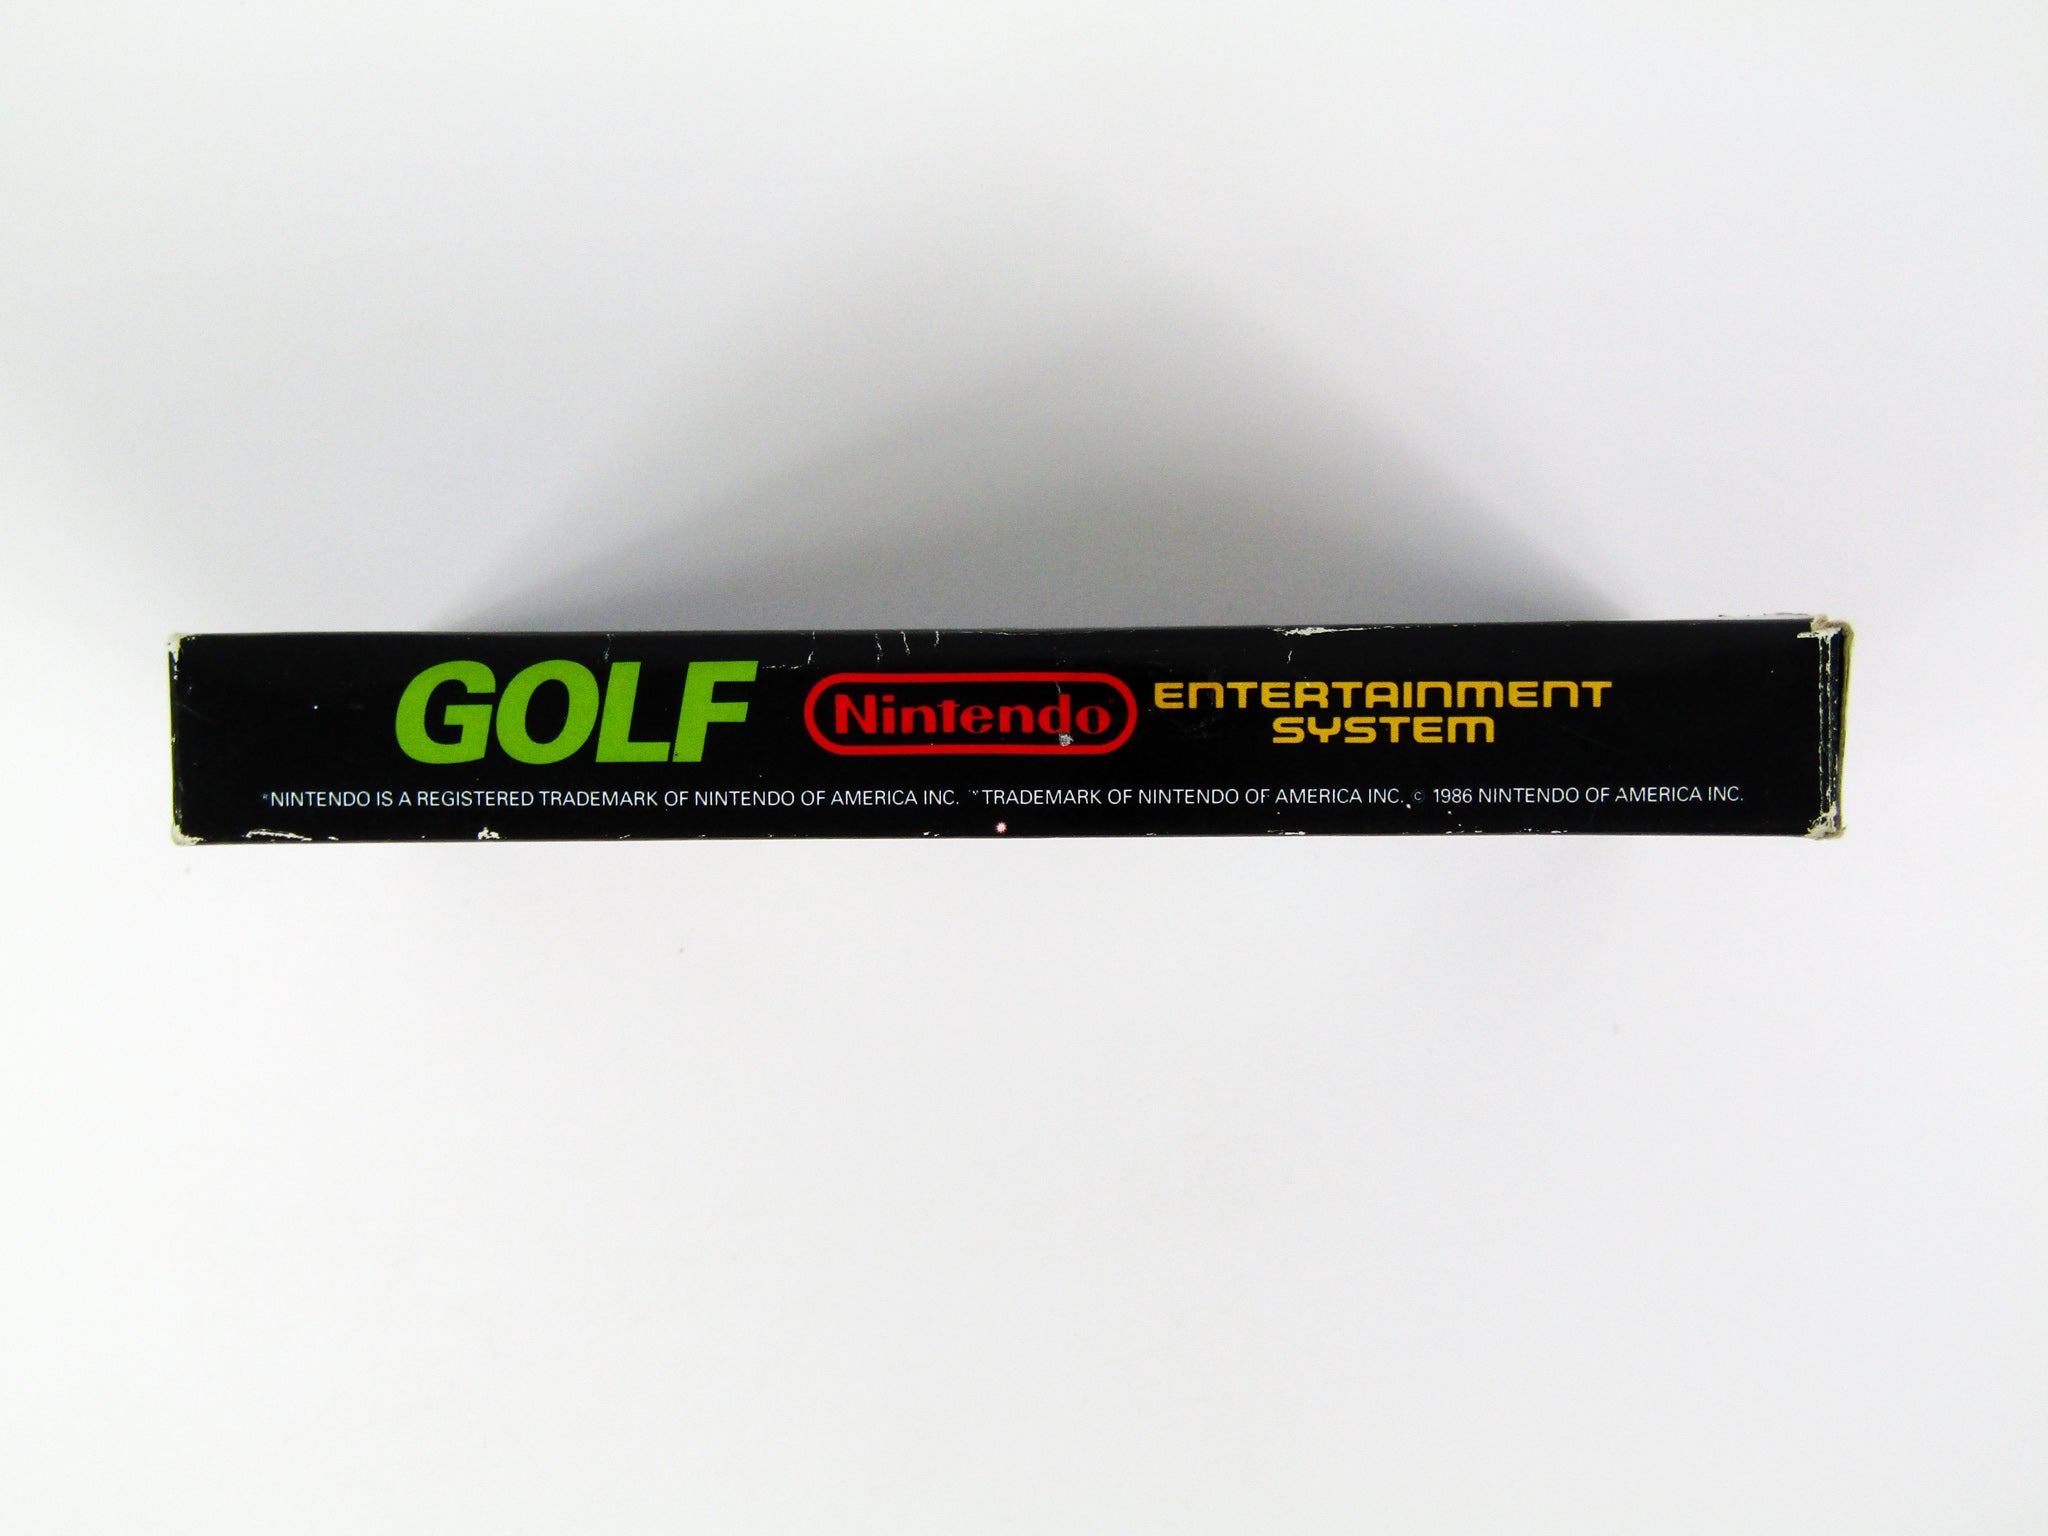 GOLF Nintendo ENTERTAINMENT SYSTEM
NINTENDO IS A REGISTERED TRADEMARK OF NINTENDO OF AMERICA INC. TRADEMARK OF NINTENDO OF AMERICA INC. © 1986 NINTENDO OF AMERICA INC.